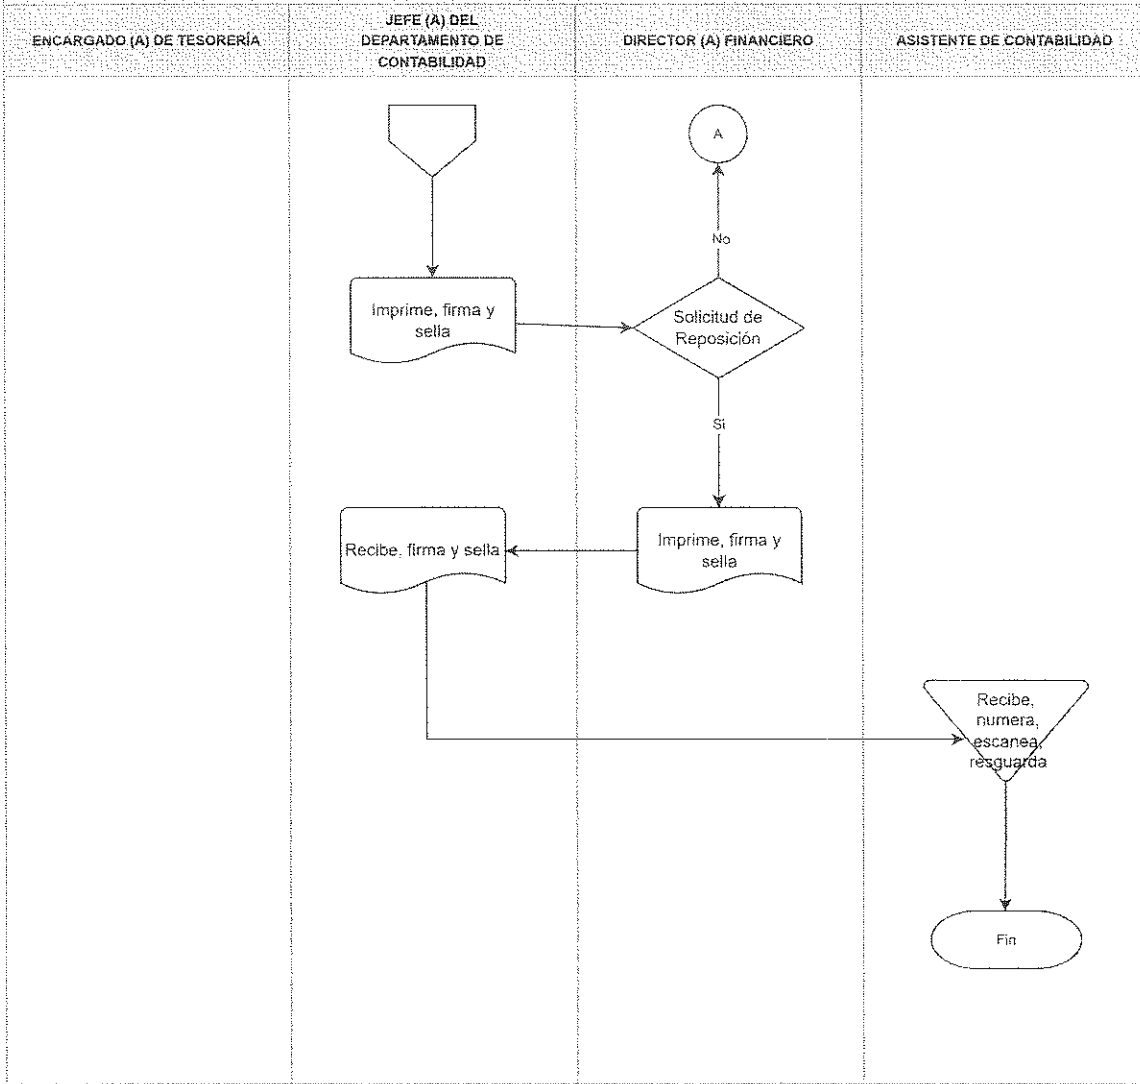 ENCARGADO (A) DE TESORERÍA
JEFE (A) DEL
DEPARTAMENTO DE
CONTABILIDAD
DIRECTOR (A) FINANCIERO
ASISTENTE DE CONTABILIDAD
A
No
Imprime, firma y
sella
Solicitud de
Reposición
Si
Recibe, firma y sella
Imprime, firma y
sella
Recibe,
numera,
escanea,
resguarda
Fin